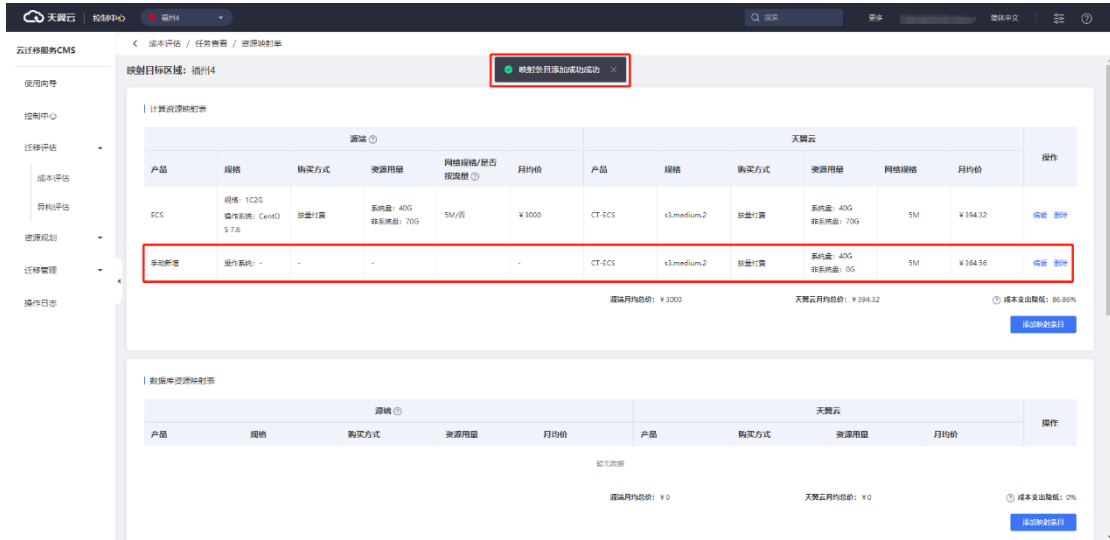 天翼云 控制中心 福州4 搜索 更多 简体中文
云迁移服务CMS
使用向导
控制中心
迁移评估
成本评估
异构评估
资源规划
迁移管理
操作日志
成本评估 / 任务查看 / 资源映射单
映射目标区域：福州4
映射条目添加成功成功
计算资源映射表
源端 天翼云 操作
产品 规格 购买方式 资源用量 网络规格/是否按流量 月均价 产品 规格 购买方式 资源用量 网络规格 月均价
ECS 规格：1C2G 操作系统：CentOS 7.6 按量付费 系统盘：40G 非系统盘：70G 5M/否 ¥3000 CT-ECS s3.medium.2 按量付费 系统盘：40G 非系统盘：70G 5M ¥394.32 编辑 删除
手动新增 操作系统：- - - - CT-ECS s3.medium.2 按量付费 系统盘：40G 非系统盘：0G 5M ¥364.56 编辑 删除
源端月均总价：¥3000 天翼云月均总价：¥394.32 成本支出降低：86.86%
添加映射条目
数据库资源映射表
源端 天翼云 操作
产品 规格 购买方式 资源用量 月均价 产品 购买方式 资源用量 月均价
暂无数据
源端月均总价：¥0 天翼云月均总价：¥0 成本支出降低：0%
添加映射条目